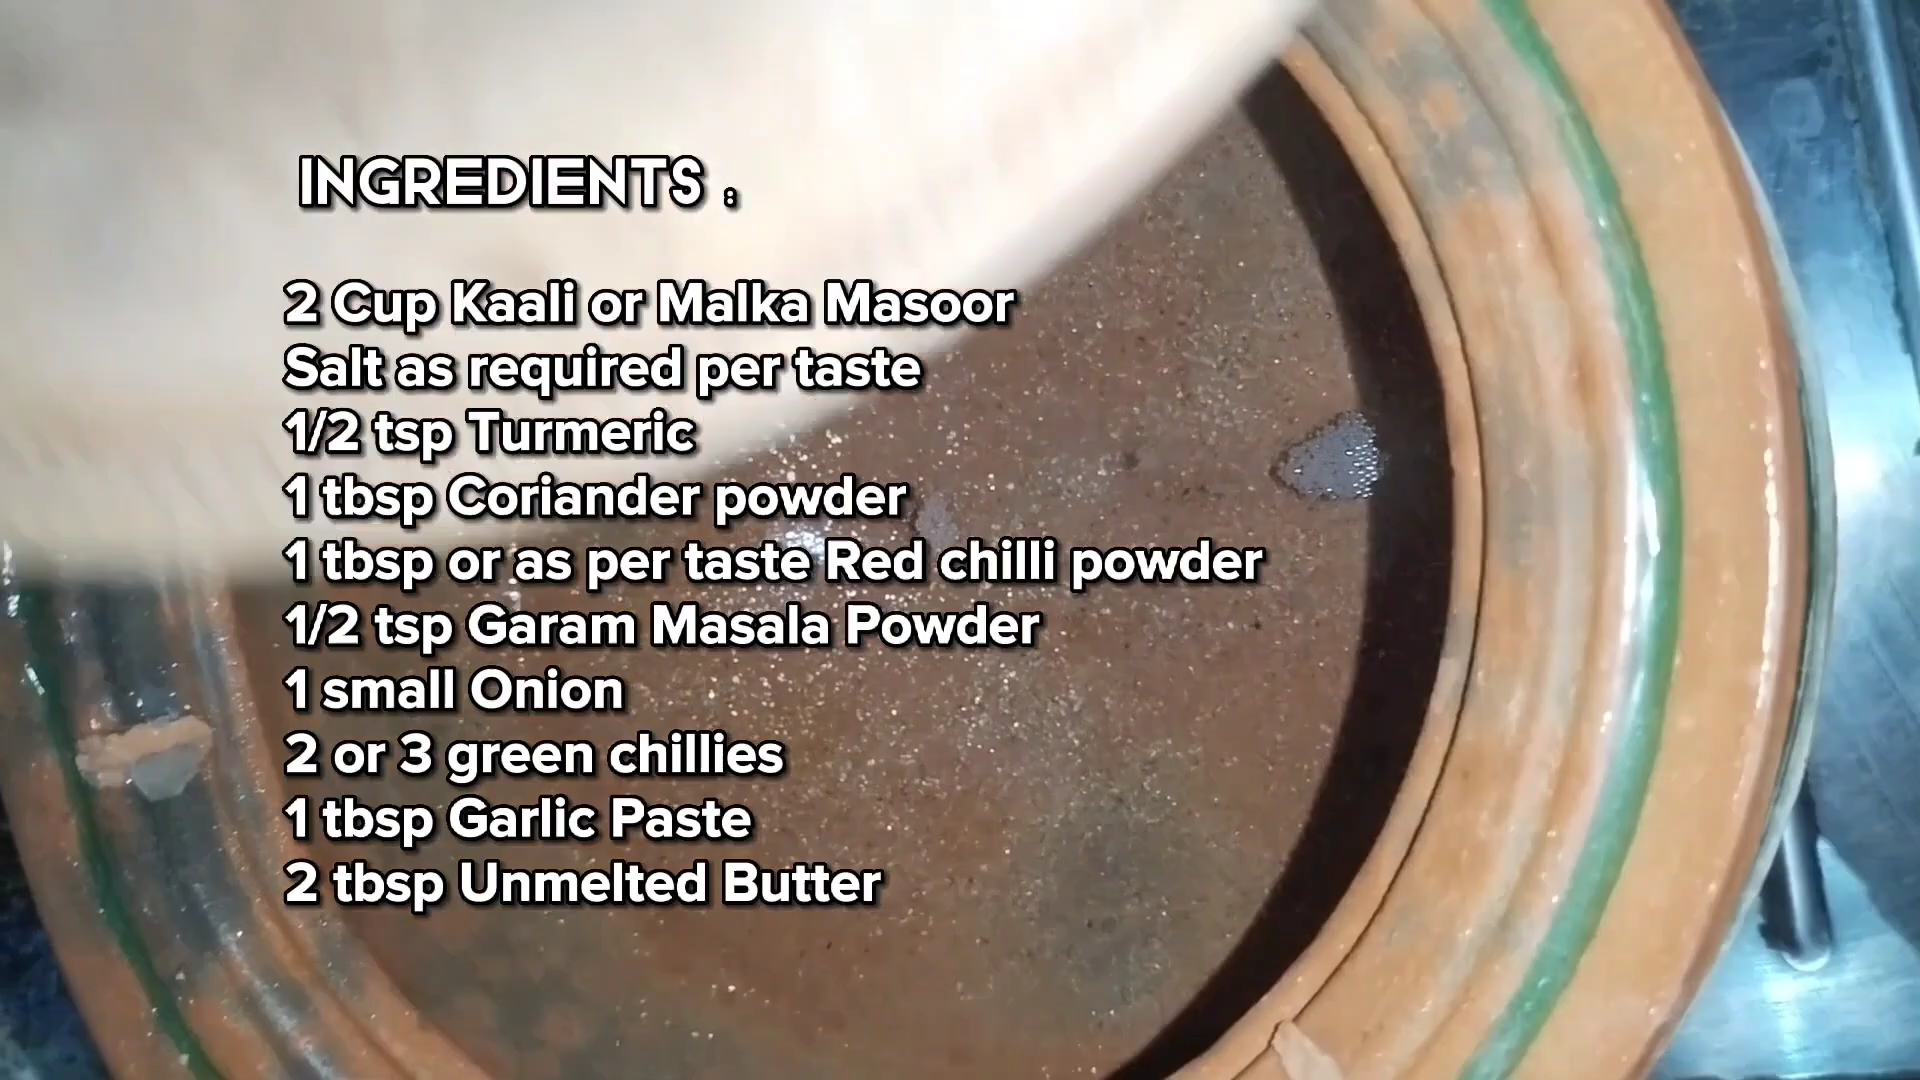 INGREDIENTS :
2 Cup Kaali or Malka Masoor
Salt as required per taste
1/2 tsp Turmeric
1 tbsp Coriander powder
1 tbsp or as per taste Red chilli powder
1/2 tsp Garam Masala Powder
1 small Onion
2 or 3 green chillies
1 tbsp Garlic Paste
2 tbsp Unmelted Butter